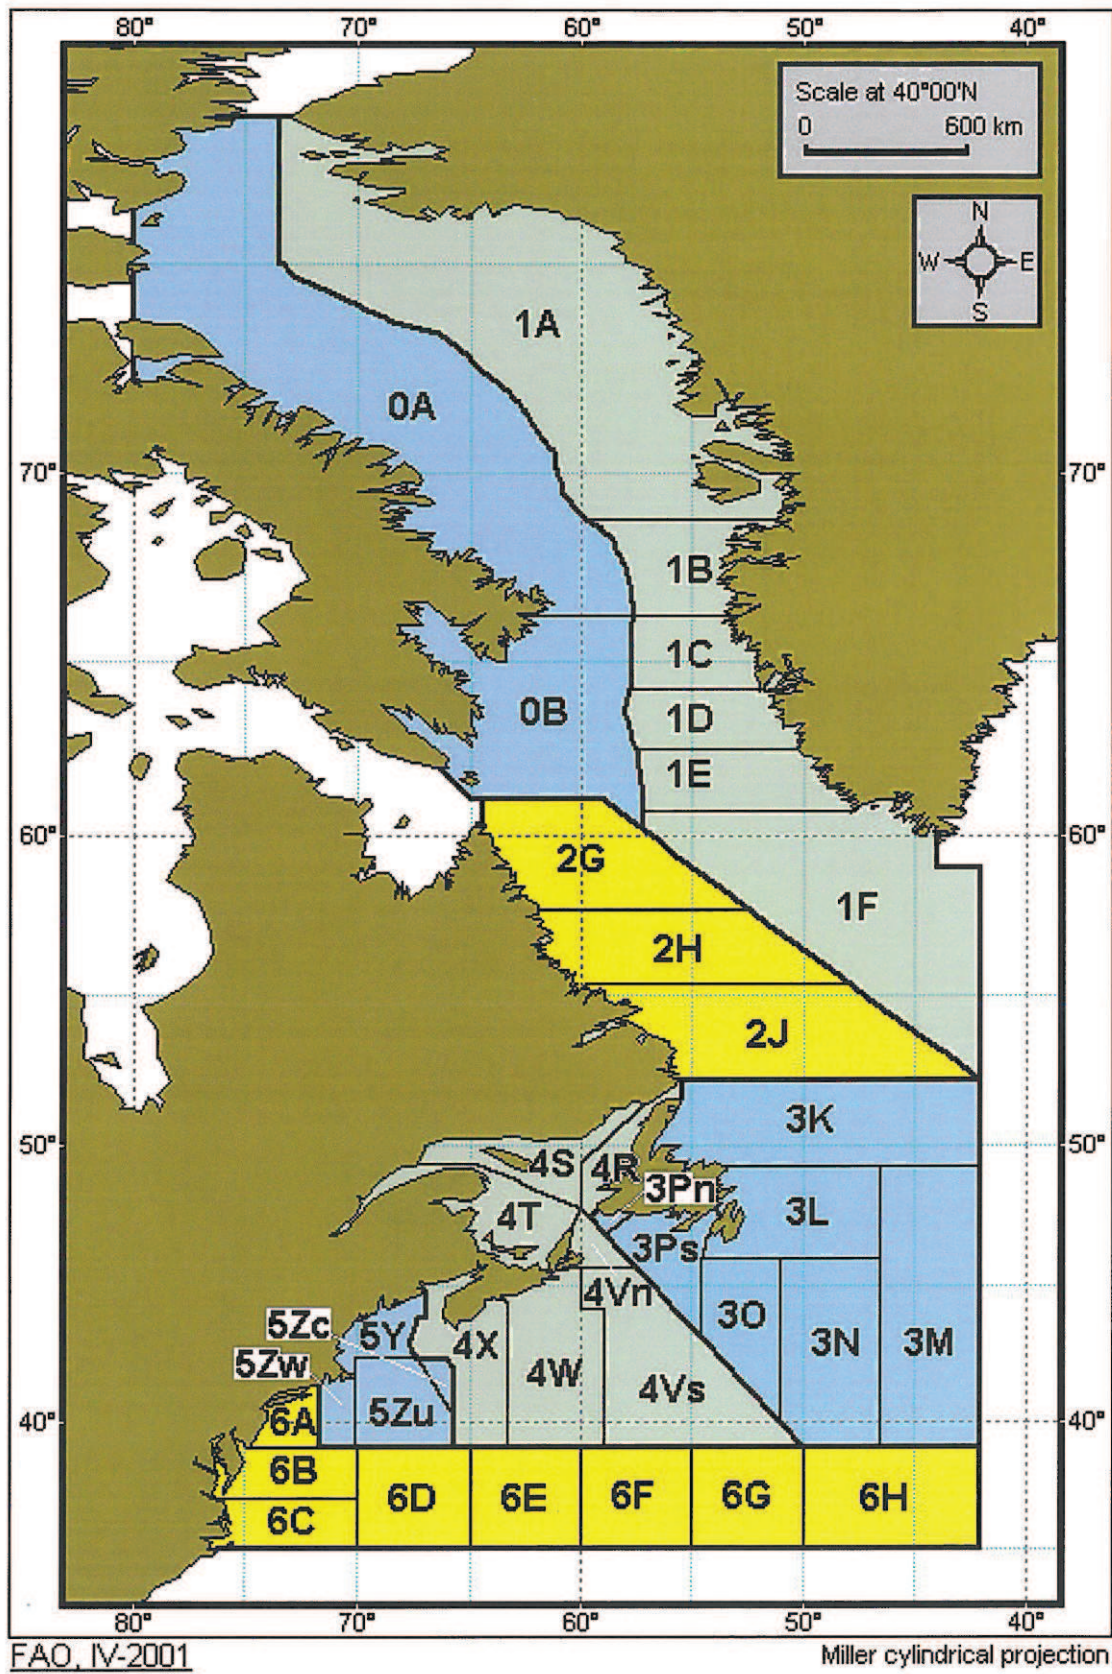 80° 70° 60° 50° 40°
Scale at 40°00'N
0 600 km
N
W E
S
1A
0A
70° 70°
1B
1C
0B
1D
1E
60° 60°
2G
1F
2H
2J
3K
50° 50°
4S 4R
3Pn
4T 3L
3Ps
4Vn
5Zc 5Y 4X 3O 3N 3M
5Zw 4W
4Vs
40° 6A 5Zu 40°
6B
6C 6D 6E 6F 6G 6H
80° 70° 60° 50° 40°
FAO, IV-2001 Miller cylindrical projection